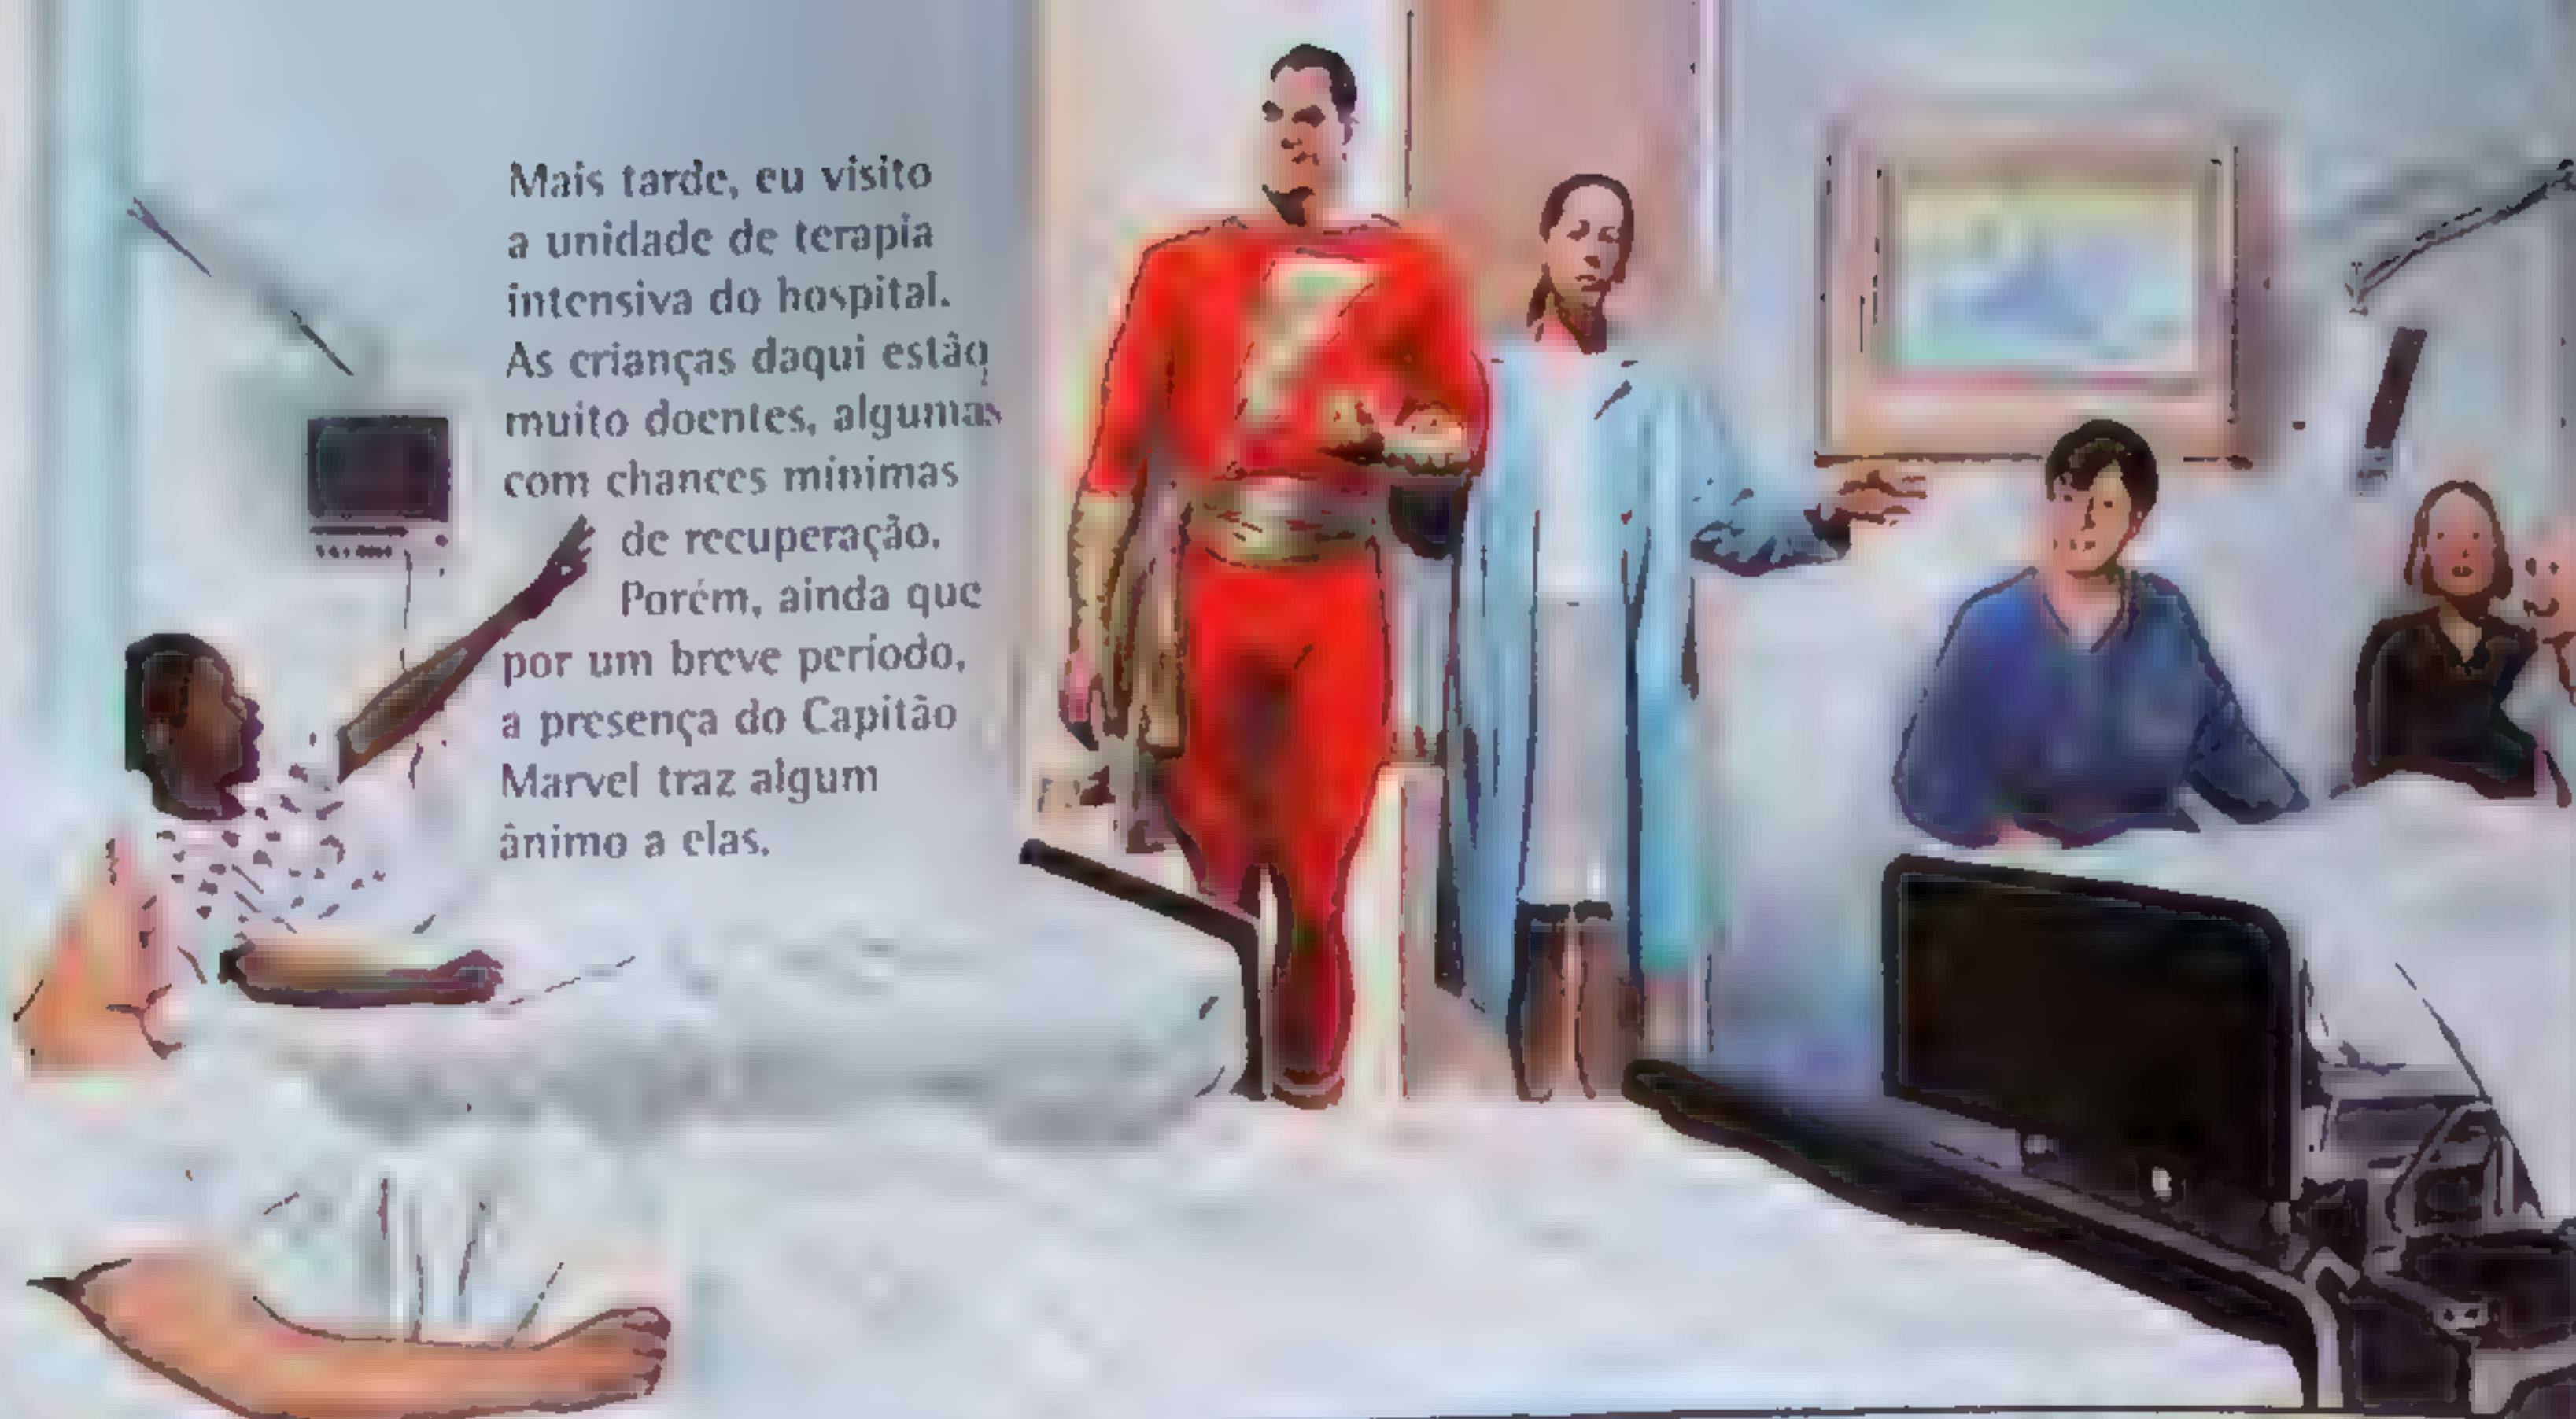 Mais tarde, eu visito
a unidade de terapia
intensiva do hospital.
As crianças daqui estão
muito doentes, algumas
com chances mínimas
de recuperação.
Porém, ainda que
por um breve período,
a presença do Capitão
Marvel traz algum
ânimo a elas.